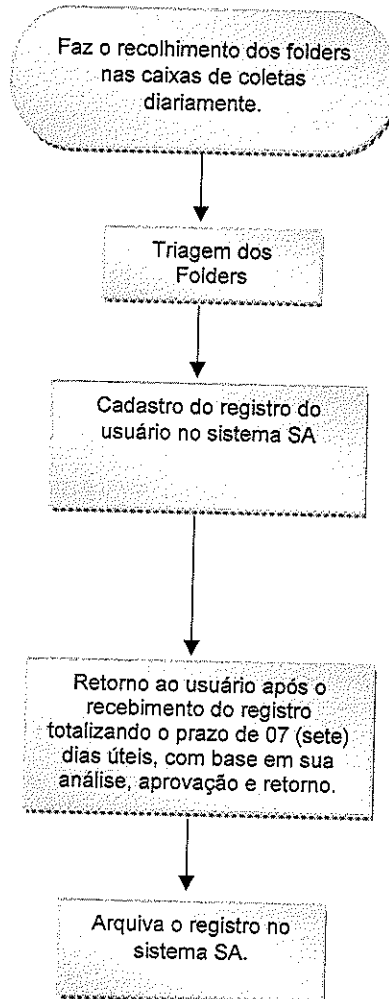 Faz o recolhimento dos folders
nas caixas de coletas
diariamente.
Triagem dos
Folders
Cadastro do registro do
usuário no sistema SA
Retorno ao usuário após o
recebimento do registro
totalizando o prazo de 07 (sete)
dias úteis, com base em sua
análise, aprovação e retorno.
Arquiva o registro no
sistema SA.